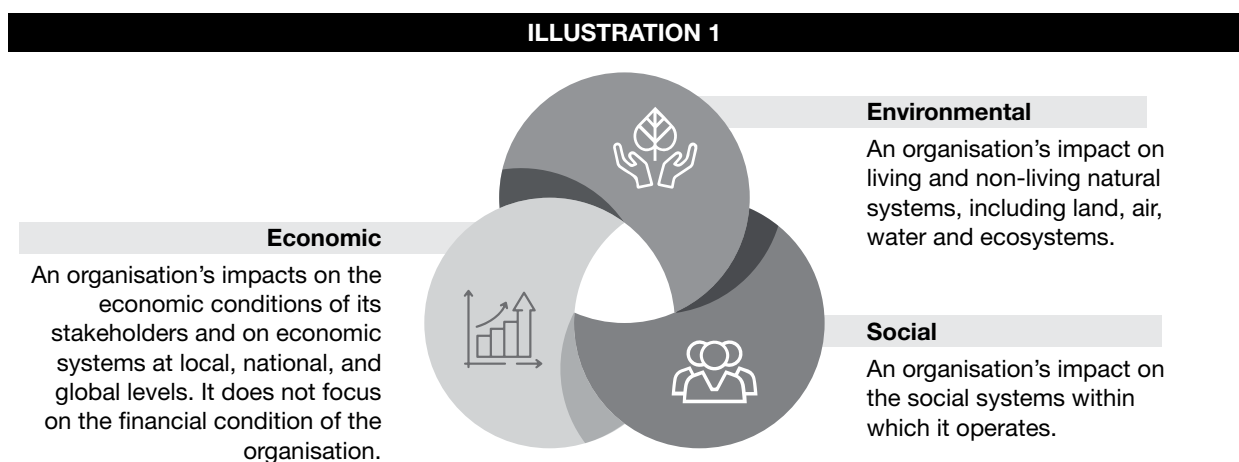 ILLUSTRATION 1
Environmental
An organisation's impact on
living and non-living natural
systems, including land, air,
water and ecosystems.
Economic
An organisation's impacts on the
economic conditions of its
stakeholders and on economic
systems at local, national, and
global levels. It does not focus
on the financial condition of the
organisation.
Social
An organisation's impact on
the social systems within
which it operates.